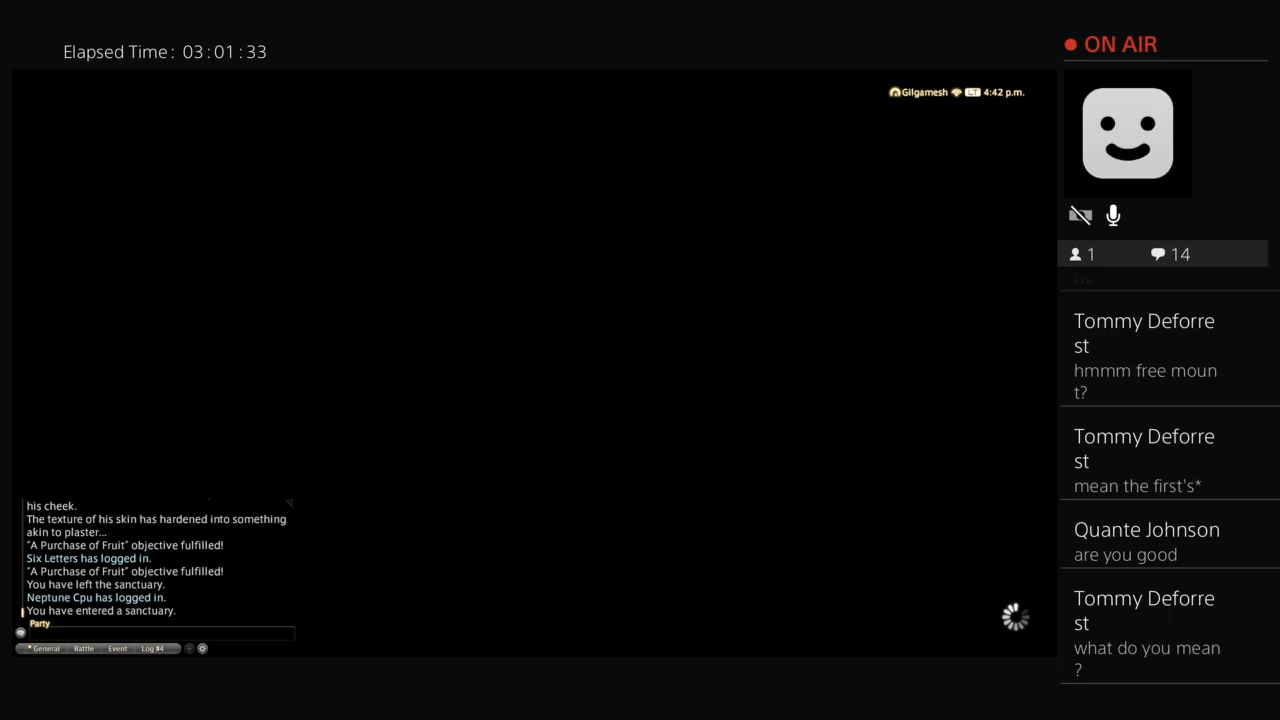 Elapsed Time: 03:01:33
ON AIR
Gilgamesh LT 4:42 p.m.
1 14
Tommy Deforre
st
hmmm free moun
t?
Tommy Deforre
st
mean the first's*
Quante Johnson
are you good
Tommy Deforre
st
what do you mean
?
his cheek.
The texture of his skin has hardened into something
akin to plaster...
"A Purchase of Fruit" objective fulfilled!
Six Letters has logged in.
"A Purchase of Fruit" objective fulfilled!
You have left the sanctuary.
Neptune Cpu has logged in.
You have entered a sanctuary.
Party
General Battle Event Log #4